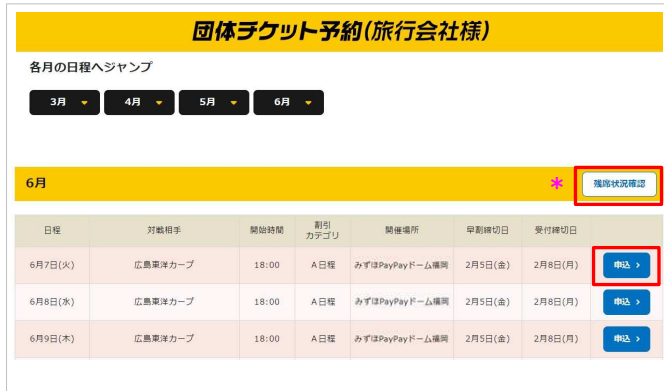 団体チケット予約(旅行会社様)
各月の日程へジャンプ
3月 4月 5月 6月
6月 * 残席状況確認
日程 対戦相手 開始時間 割引カテゴリ 開催場所 早割締切日 受付締切日
6月7日(火) 広島東洋カープ 18:00 A日程 みずほPayPayドーム福岡 2月5日(金) 2月8日(月) 申込 >
6月8日(水) 広島東洋カープ 18:00 A日程 みずほPayPayドーム福岡 2月5日(金) 2月8日(月) 申込 >
6月9日(木) 広島東洋カープ 18:00 A日程 みずほPayPayドーム福岡 2月5日(金) 2月8日(月) 申込 >